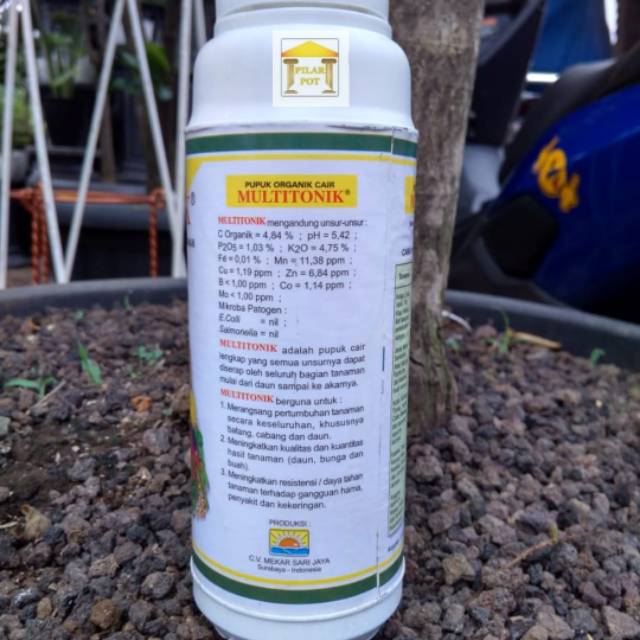 PILAR
POT
PUPUK ORGANIK CAIR
MULTITONIK®
MULTITONIK mengandung unsur-unsur :
C Organik = 4,84 % ; pH = 5,42 ;
P2O5 = 1,03 % ; K2O = 4,75 % ;
Fe = 0,01 % ; Mn = 11,38 ppm ;
Cu = 1,19 ppm ; Zn = 6,84 ppm ;
B < 1,00 ppm ; Co = 1,14 ppm ;
Mo < 1,00 ppm ;
Mikroba Patogen :
E.Coli = nil ;
Salmonella = nil
MULTITONIK adalah pupuk cair
lengkap yang semua unsurnya dapat
diserap oleh seluruh bagian tanaman
mulai dari daun sampai ke akarnya.
MULTITONIK berguna untuk :
1. Merangsang pertumbuhan tanaman
secara keseluruhan, khususnya
batang, cabang dan daun.
2. Meningkatkan kualitas dan kuantitas
hasil tanaman (daun, bunga dan
buah).
3. Meningkatkan resistensi / daya tahan
tanaman terhadap gangguan hama,
penyakit dan kekeringan.
PRODUKSI :
C.V. MEKAR SARI JAYA
Surabaya - Indonesia